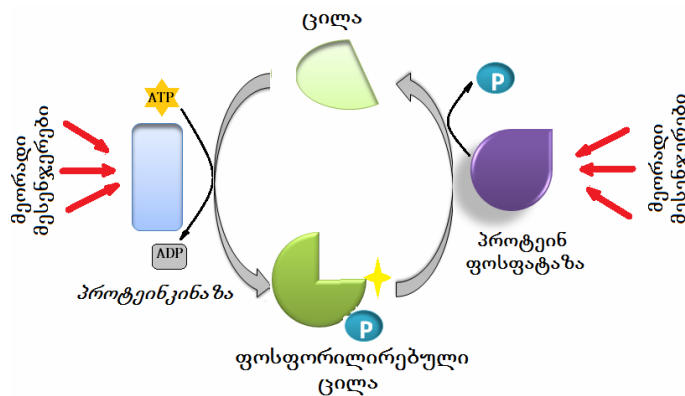 ცილა
ATP
P
მეორადი
მესენჯერები
მეორადი
მესენჯერები
ADP
პროტეინკინაზა
პროტეინ
ფოსფატაზა
P
ფოსფორილირებული
ცილა